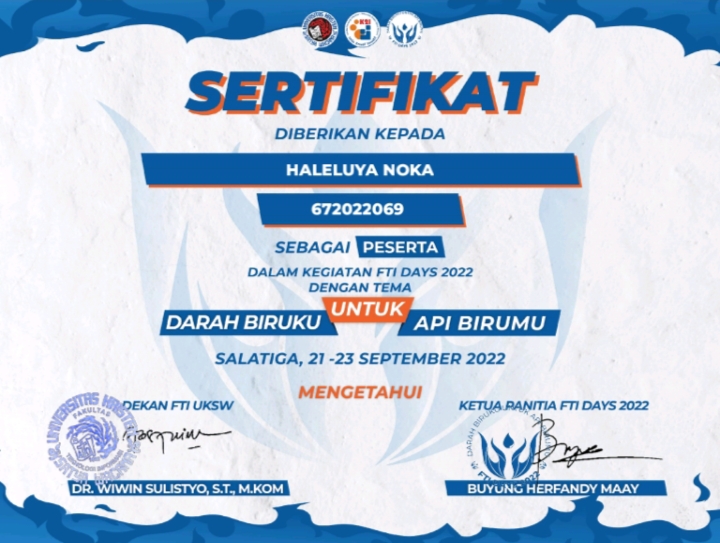 KSI
SERTIFIKAT
DIBERIKAN KEPADA
HALELUYA NOKA
672022069
SEBAGAI PESERTA
DALAM KEGIATAN FTI DAYS 2022
DENGAN TEMA
DARAH BIRUKU UNTUK API BIRUMU
SALATIGA, 21 -23 SEPTEMBER 2022
MENGETAHUI
DEKAN FTI UKSW
KETUA PANITIA FTI DAYS 2022
DR. WIWIN SULISTYO, S.T., M.KOM
BUYUNG HERFANDY MAAY